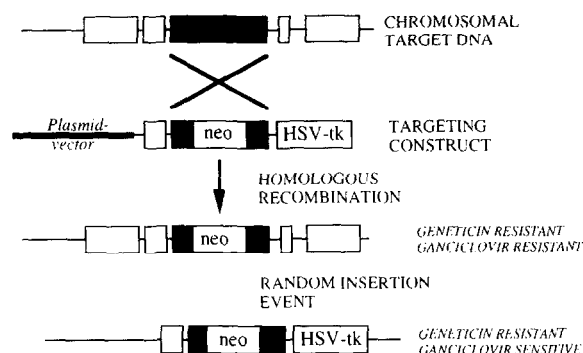 CHROMOSOMAL
TARGET DNA
Plasmid-
vector
neo
HSV-tk
TARGETING
CONSTRUCT
HOMOLOGOUS
RECOMBINATION
neo
GENETICIN RESISTANT
GANCICLOVIR RESISTANT
RANDOM INSERTION
EVENT
neo
HSV-tk
GENETICIN RESISTANT
GANCICLOVIR SENSITIVE